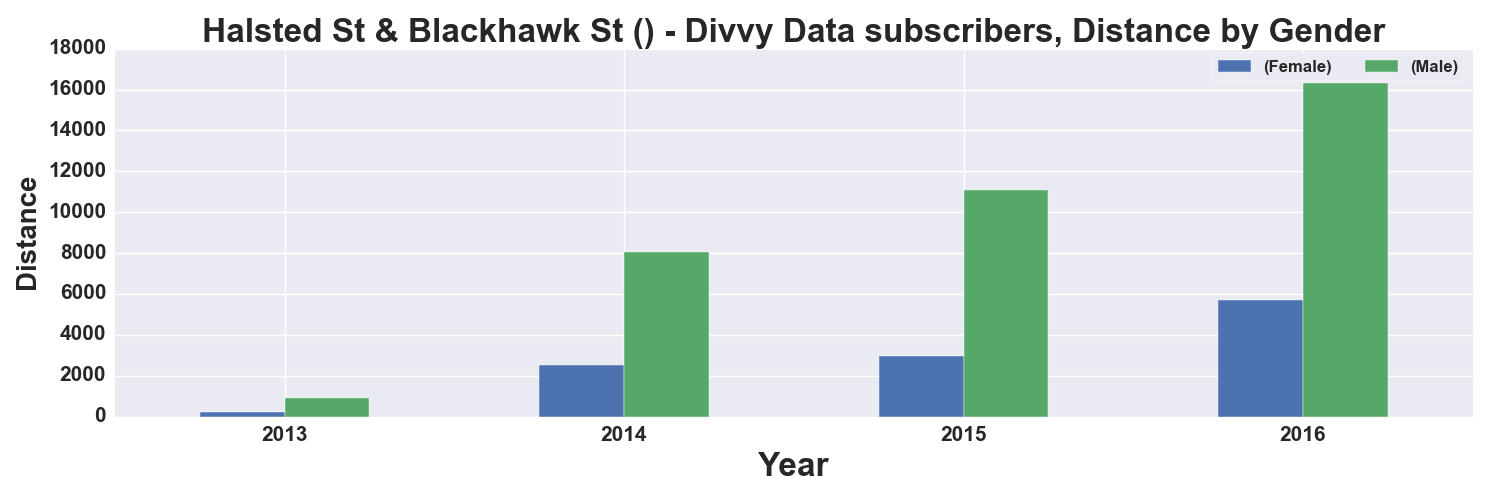 Halsted St & Blackhawk St () - Divvy Data subscribers, Distance by Gender
(Female) (Male)
Distance
18000
16000
14000
12000
10000
8000
6000
4000
2000
0
2013 2014 2015 2016
Year